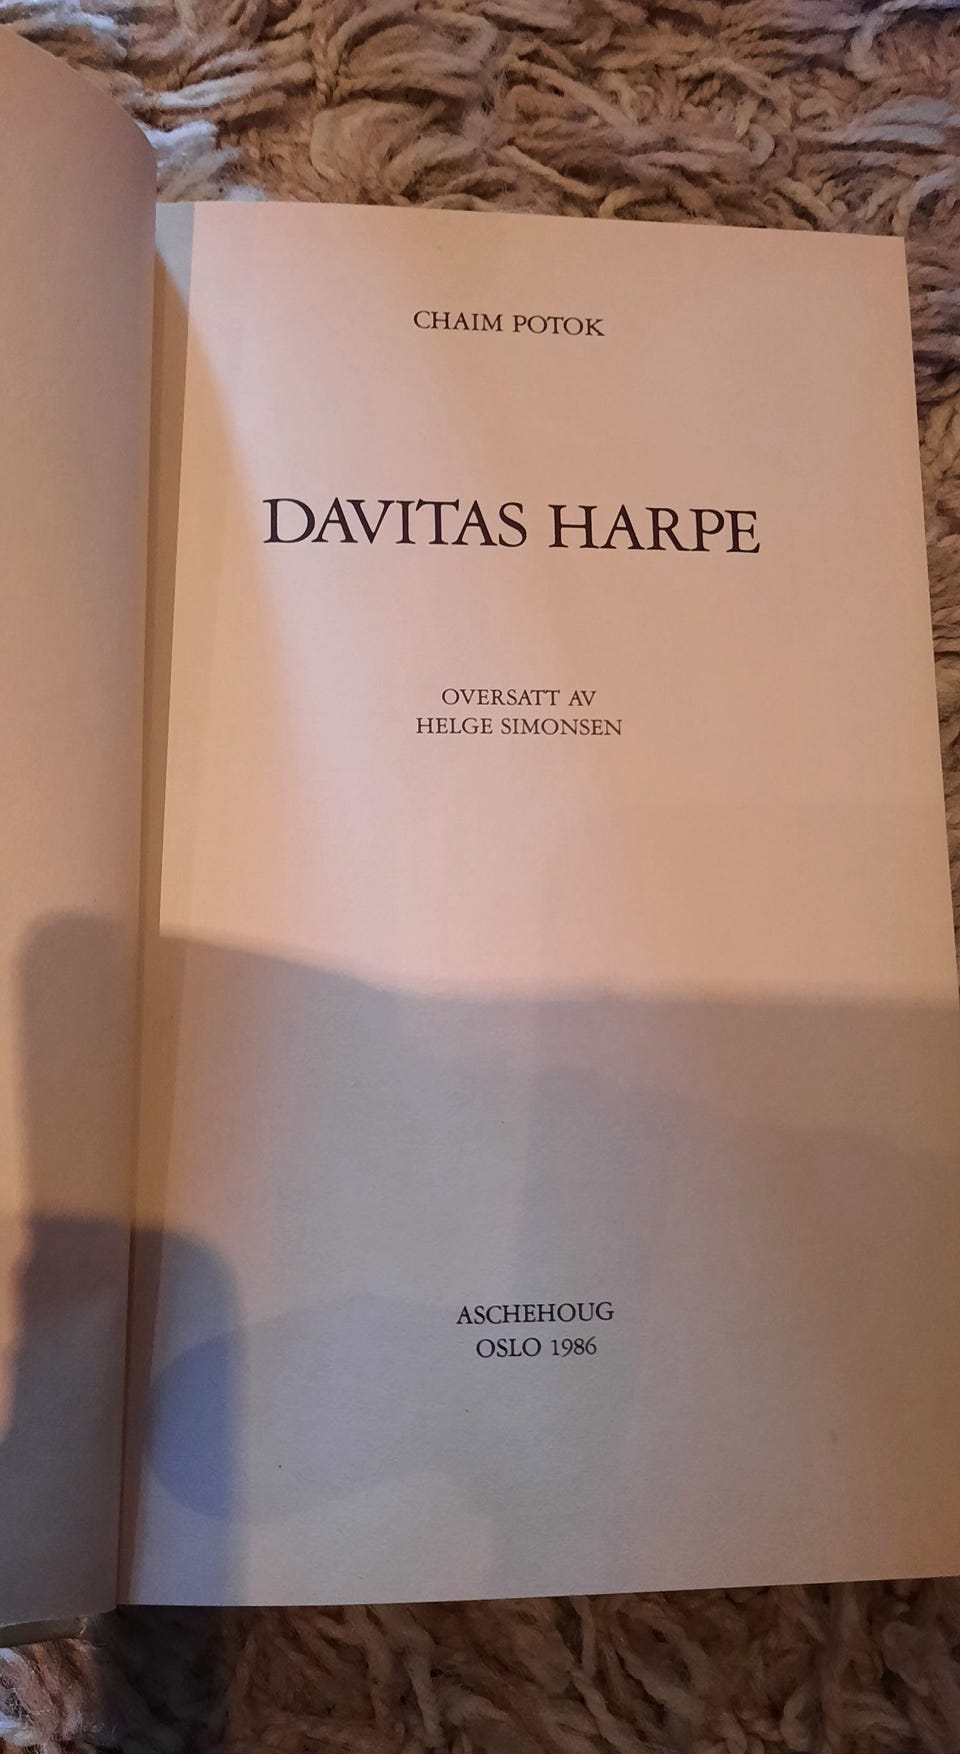 CHAIM POTOK
DAVITAS HARPE
OVERSATT AV
HELGE SIMONSEN
ASCHEHOUG
OSLO 1986